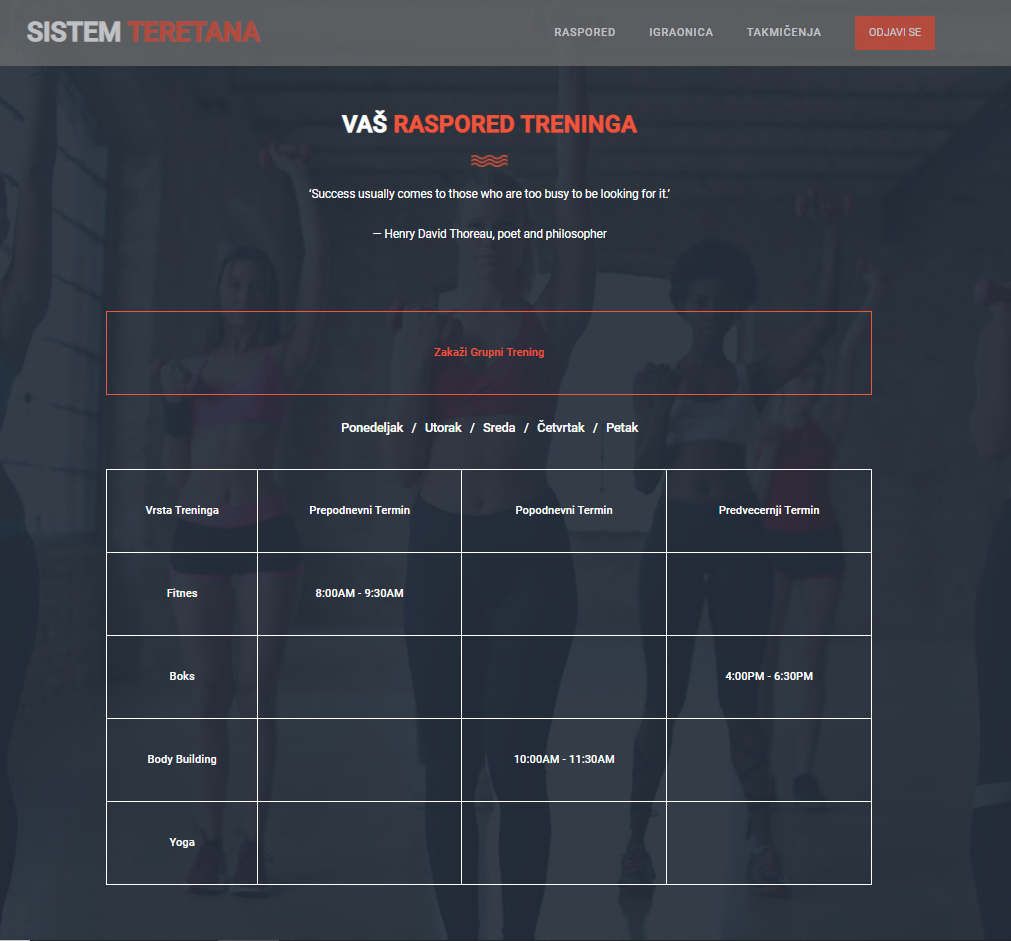 SISTEM TERETANA RASPORED IGRAONICA TAKMIČENJA ODJAVI SE
VAŠ RASPORED TRENINGA
‘Success usually comes to those who are too busy to be looking for it.’
— Henry David Thoreau, poet and philosopher
Zakaži Grupni Trening
Ponedeljak / Utorak / Sreda / Četvrtak / Petak
Vrsta Treninga Prepodnevni Termin Popodnevni Termin Predvecernji Termin
Fitnes 8:00AM - 9:30AM
Boks 4:00PM - 6:30PM
Body Building 10:00AM - 11:30AM
Yoga